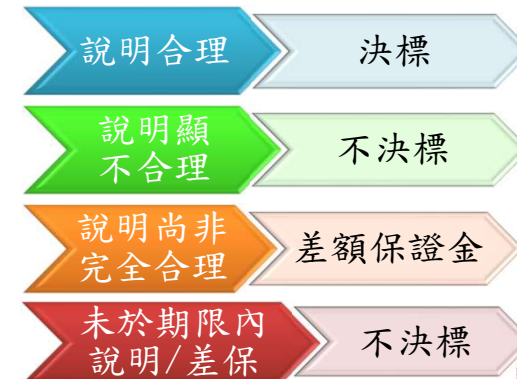 說明合理
決標
說明顯
不合理
不決標
說明尚非
完全合理
差額保證金
未於期限內
說明/差保
不決標